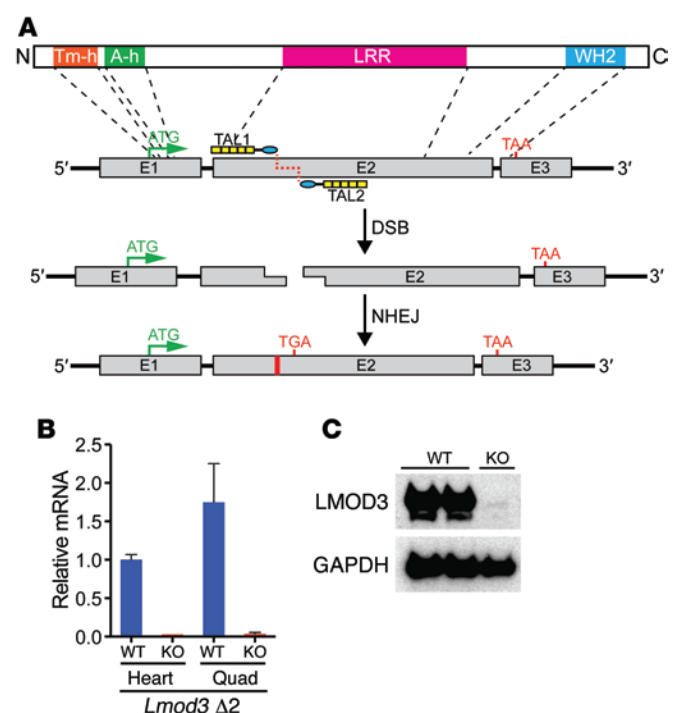 A
N Tm-h A-h LRR WH2 C
ATG TAL1 TAA
5′ E1 E2 E3 3′
TAL2
DSB
ATG TAA
5′ E1 E2 E3 3′
NHEJ
ATG TGA TAA
5′ E1 E2 E3 3′
B
Relative mRNA
2.5
2.0
1.5
1.0
0.5
0.0
WT KO WT KO
Heart Quad
Lmod3 Δ2
C
WT KO
LMOD3
GAPDH